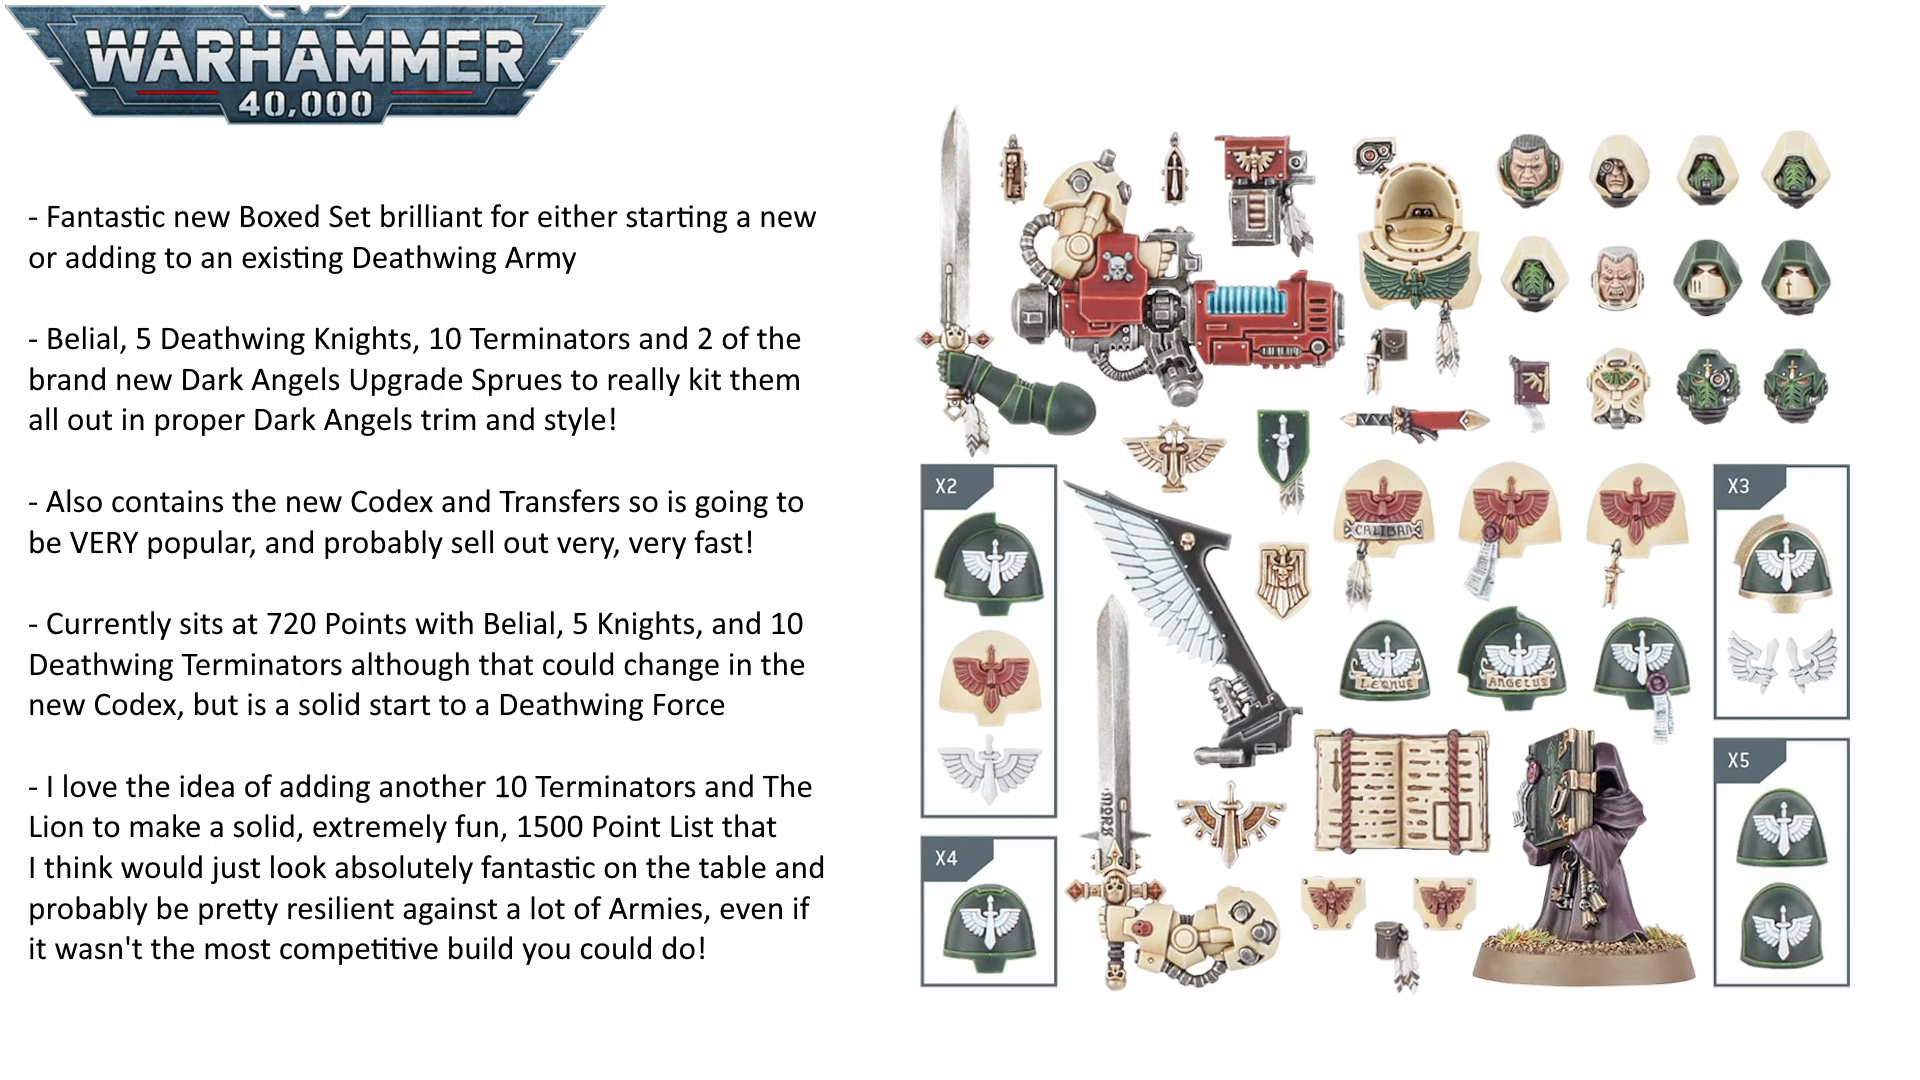 WARHAMMER
40,000
- Fantastic new Boxed Set brilliant for either starting a new
or adding to an existing Deathwing Army
- Belial, 5 Deathwing Knights, 10 Terminators and 2 of the
brand new Dark Angels Upgrade Sprues to really kit them
all out in proper Dark Angels trim and style!
- Also contains the new Codex and Transfers so is going to
be VERY popular, and probably sell out very, very fast!
- Currently sits at 720 Points with Belial, 5 Knights, and 10
Deathwing Terminators although that could change in the
new Codex, but is a solid start to a Deathwing Force
- I love the idea of adding another 10 Terminators and The
Lion to make a solid, extremely fun, 1500 Point List that
I think would just look absolutely fantastic on the table and
probably be pretty resilient against a lot of Armies, even if
it wasn't the most competitive build you could do!
X2
X3
CALIBAN
ANGELUS
MORS
X4
X5